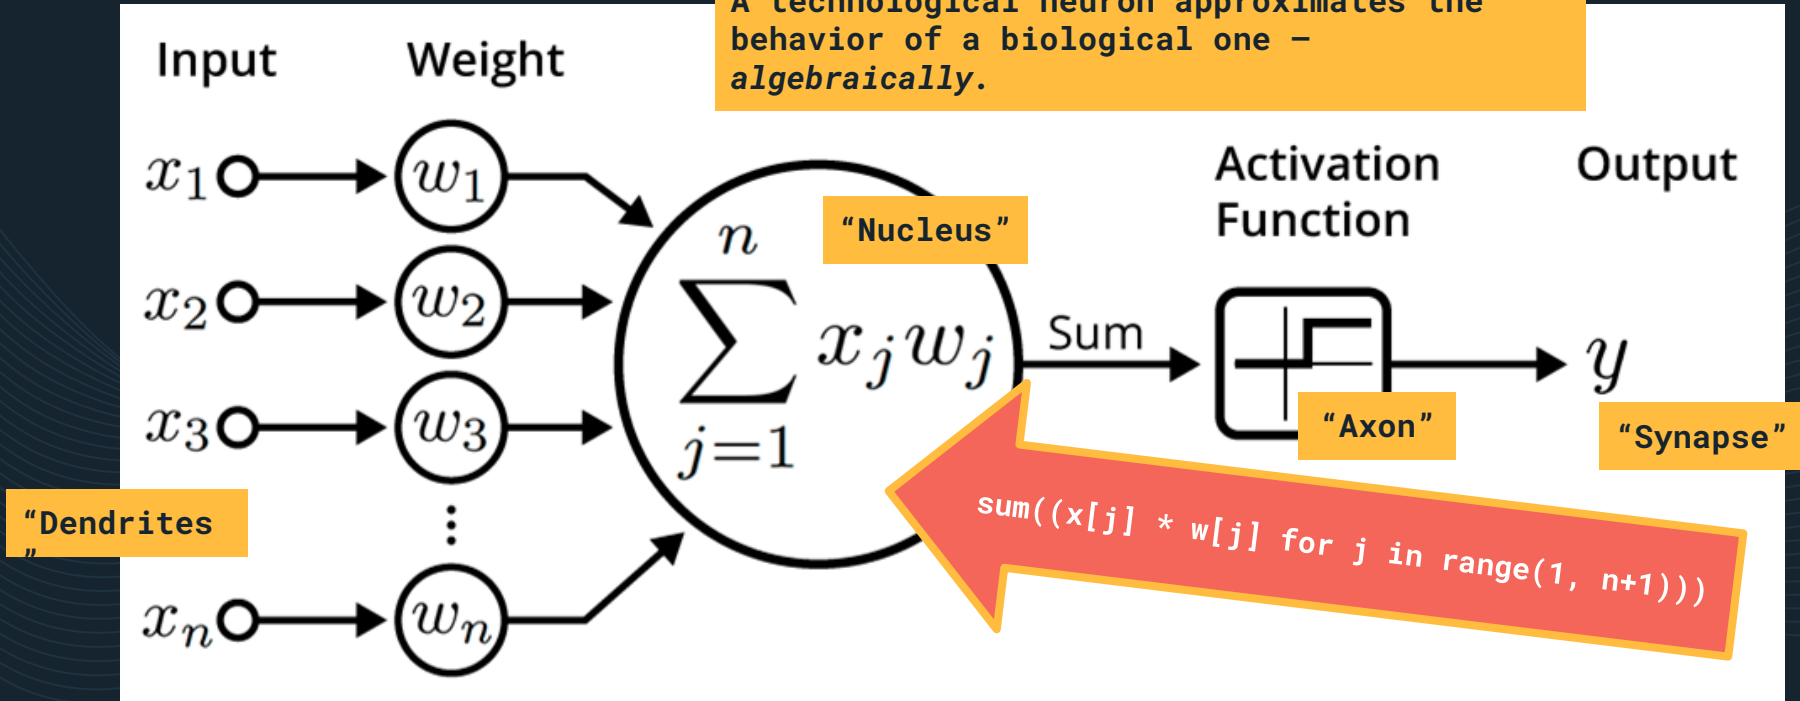 A technological neuron approximates the
behavior of a biological one –
algebraically.
Input
Weight
x1
w1
x2
w2
x3
w3
⋮
xn
wn
“Nucleus”
n
∑ xjwj
j=1
Sum
Activation
Function
Output
y
“Axon”
“Synapse”
“Dendrites
”
sum((x[j] * w[j] for j in range(1, n+1)))